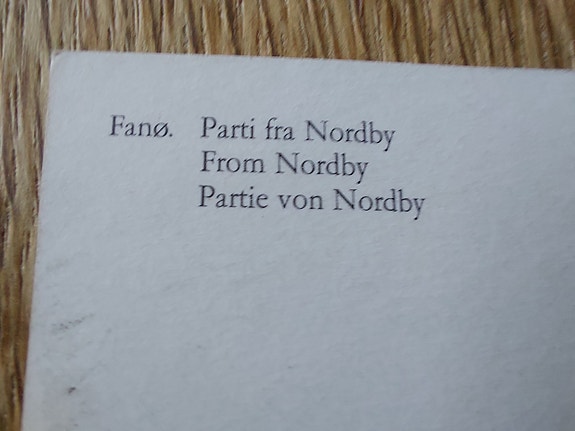 Fanø. Parti fra Nordby
From Nordby
Partie von Nordby